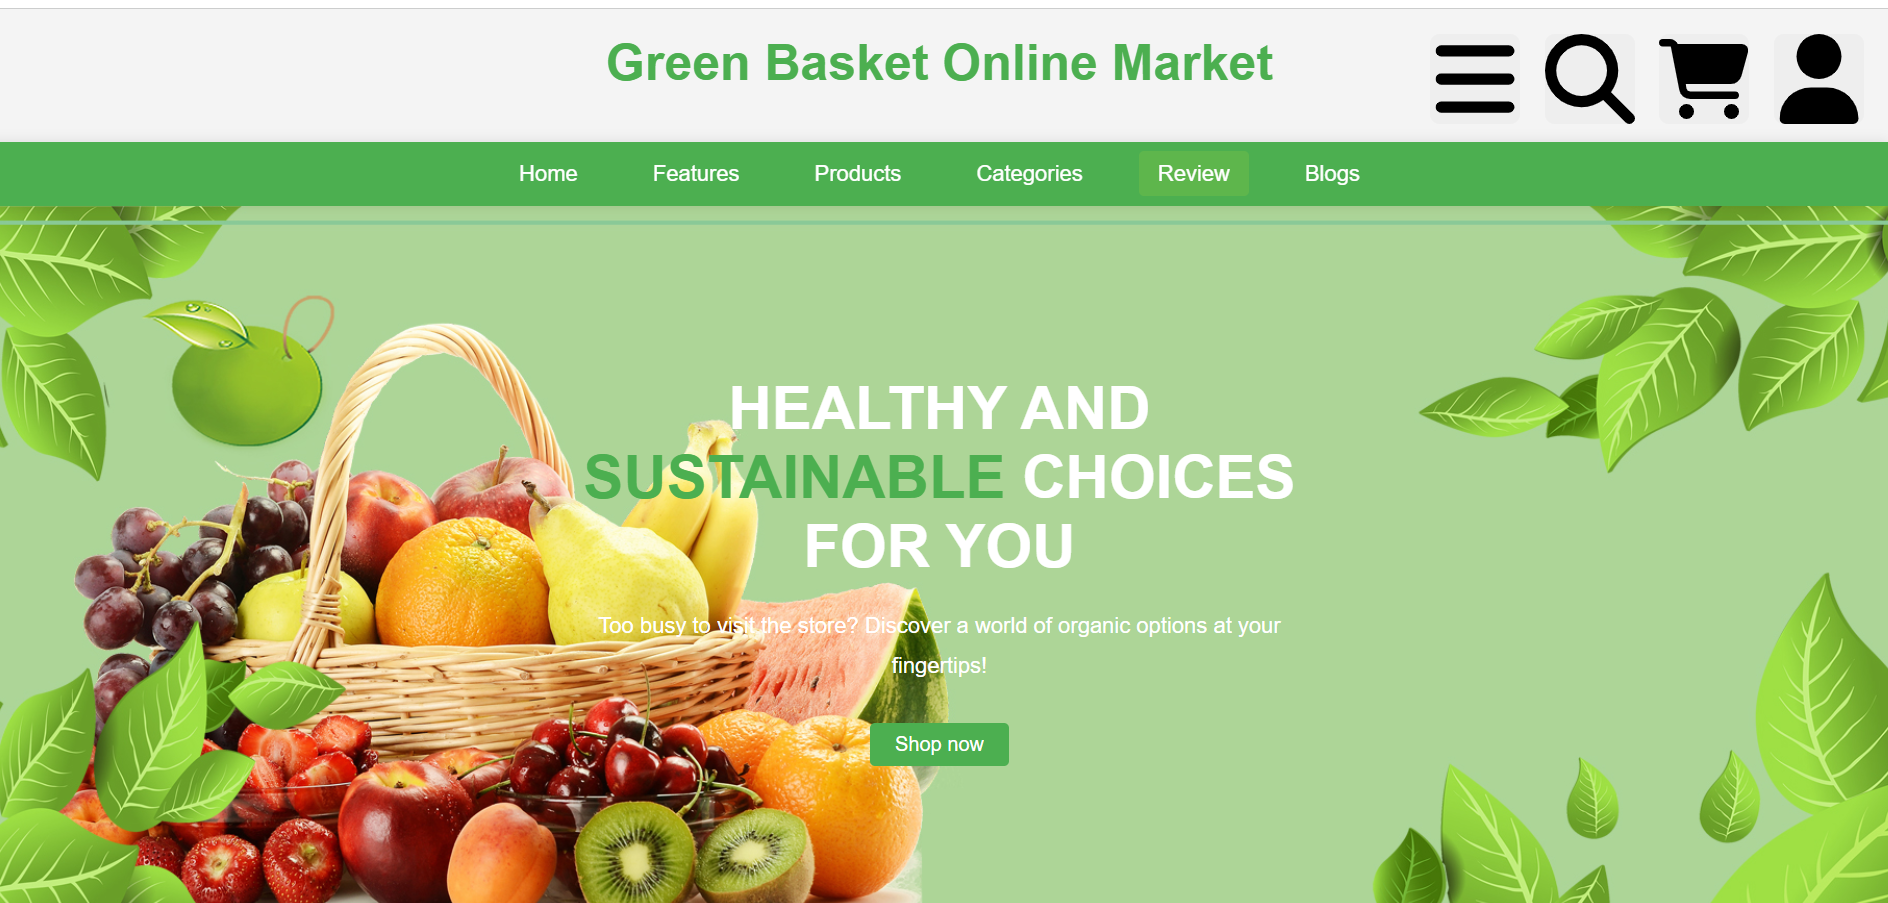 Green Basket Online Market
Home Features Products Categories Review Blogs
HEALTHY AND
SUSTAINABLE CHOICES
FOR YOU
Too busy to visit the store? Discover a world of organic options at your
fingertips!
Shop now